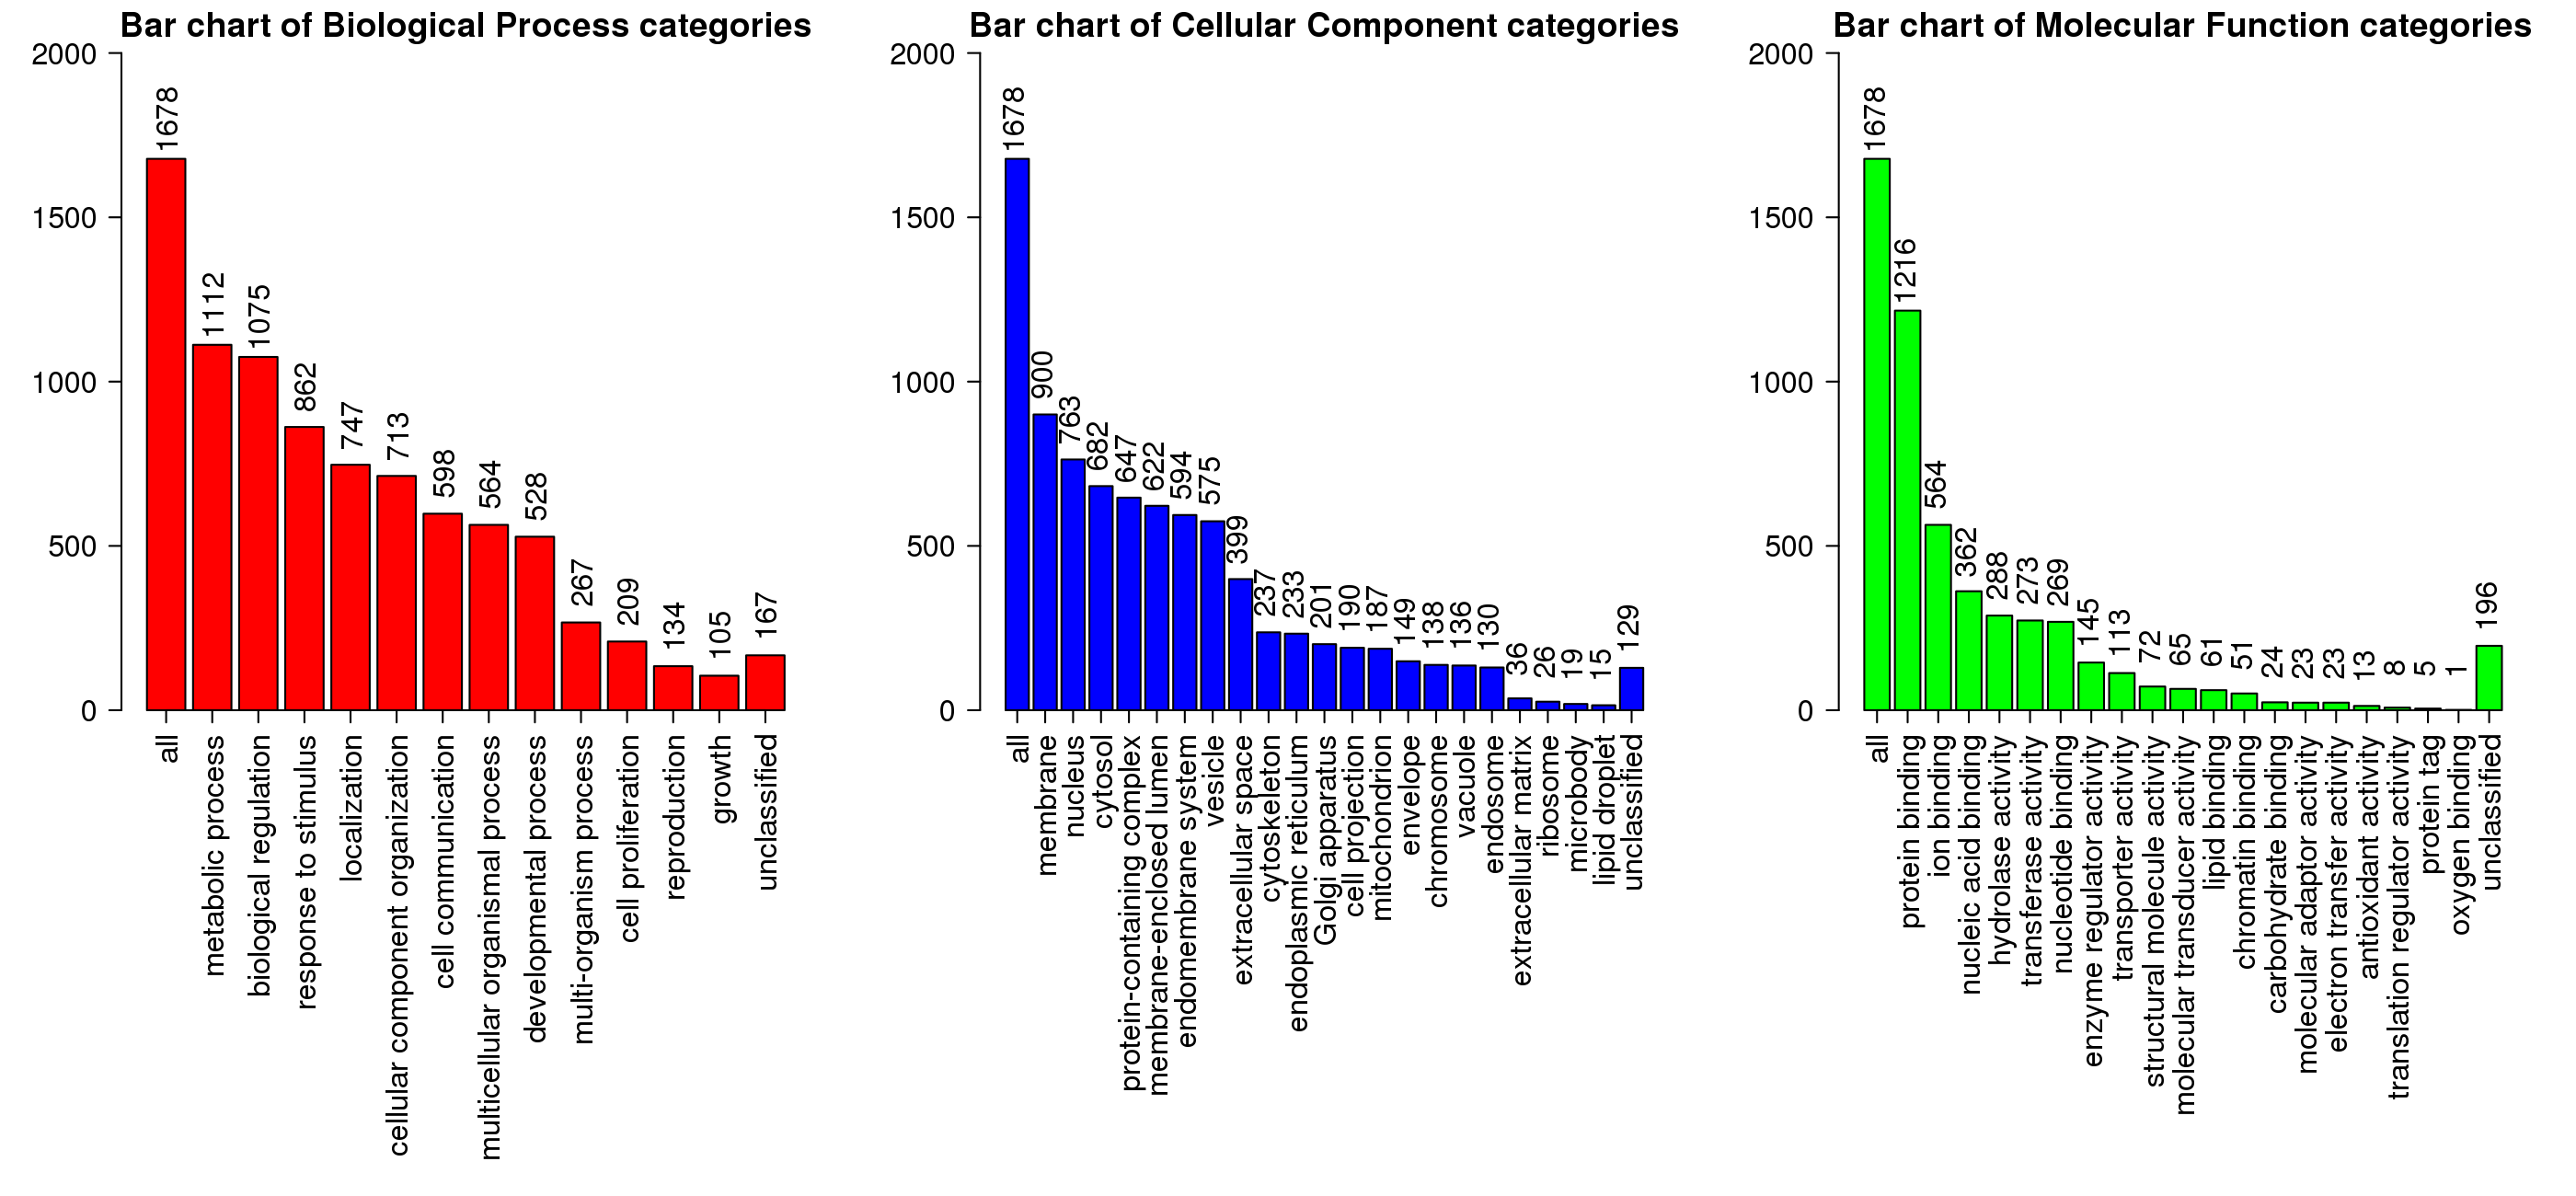 Bar chart of Biological Process categories
2000
1500
1000
500
0
1678
1112
1075
862
747
713
598
564
528
267
209
134
105
167
all
metabolic process
biological regulation
response to stimulus
localization
cellular component organization
cell communication
multicellular organismal process
developmental process
multi-organism process
cell proliferation
reproduction
growth
unclassified
Bar chart of Cellular Component categories
2000
1500
1000
500
0
1678
900
763
682
647
622
594
575
399
237
233
201
190
187
149
138
136
130
36
26
19
15
129
all
membrane
nucleus
cytosol
protein-containing complex
membrane-enclosed lumen
endomembrane system
vesicle
extracellular space
cytoskeleton
endoplasmic reticulum
Golgi apparatus
cell projection
mitochondrion
envelope
chromosome
vacuole
endosome
extracellular matrix
ribosome
microbody
lipid droplet
unclassified
Bar chart of Molecular Function categories
2000
1500
1000
500
0
1678
1216
564
362
288
273
269
145
113
72
65
61
51
24
23
23
13
8
5
1
196
all
protein binding
ion binding
nucleic acid binding
hydrolase activity
transferase activity
nucleotide binding
enzyme regulator activity
transporter activity
structural molecule activity
molecular transducer activity
lipid binding
chromatin binding
carbohydrate binding
molecular adaptor activity
electron transfer activity
antioxidant activity
translation regulator activity
protein tag
oxygen binding
unclassified